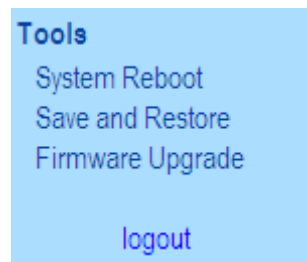 Tools
System Reboot
Save and Restore
Firmware Upgrade
logout